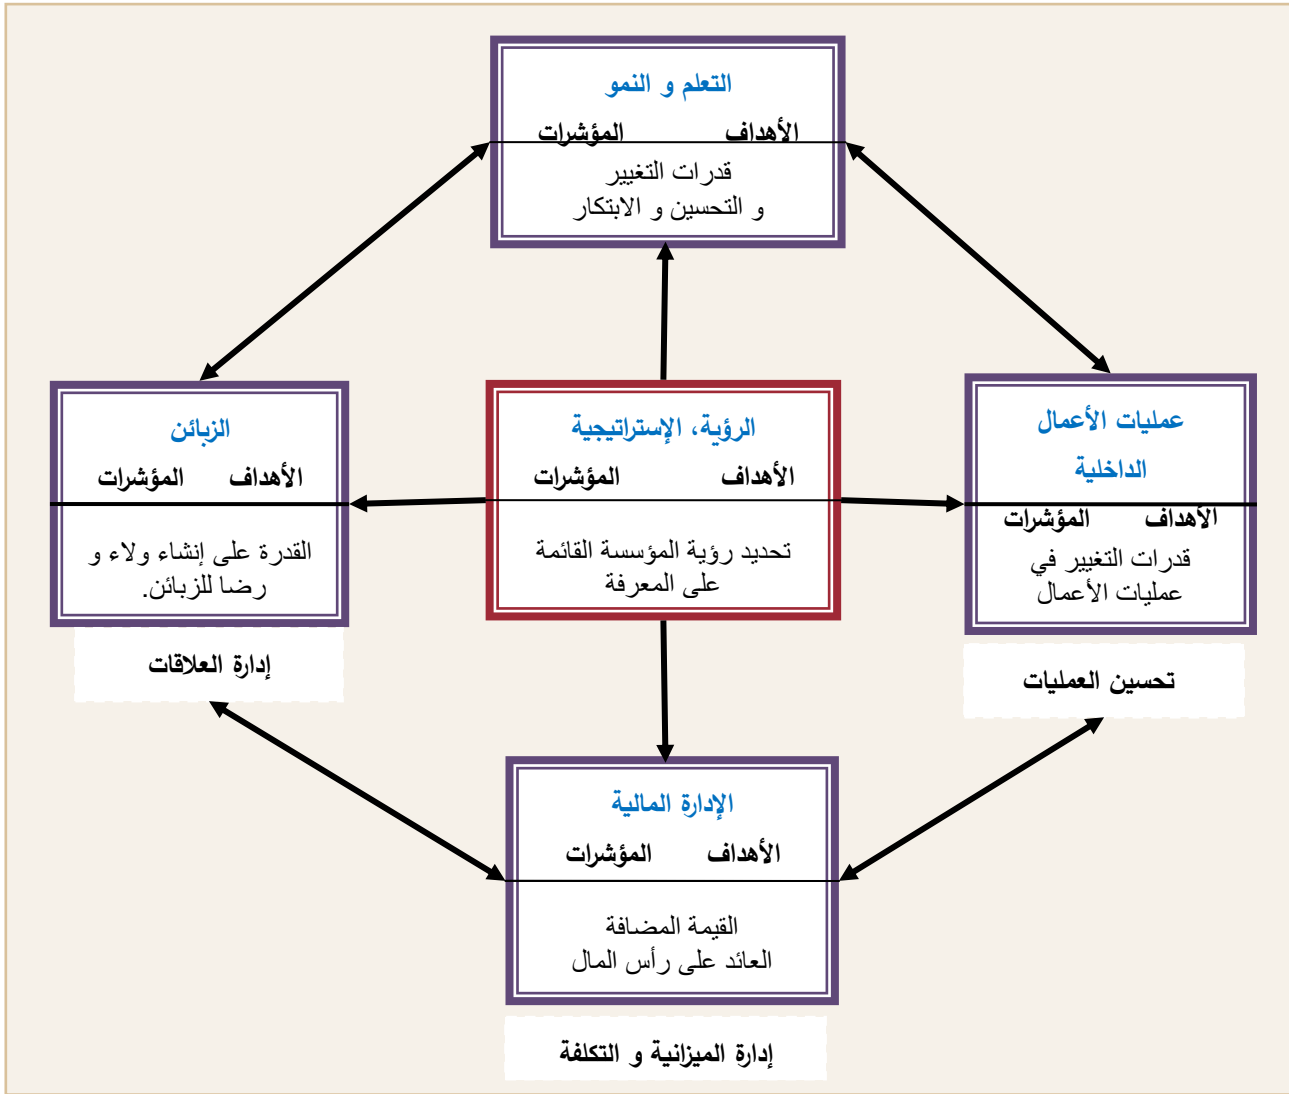 التعلم و النمو
الأهداف المؤشرات
قدرات التغيير
و التحسين و الابتكار
عمليات الأعمال
الداخلية
الأهداف المؤشرات
قدرات التغيير في
عمليات الأعمال
تحسين العمليات
الرؤية، الإستراتيجية
الأهداف المؤشرات
تحديد رؤية المؤسسة القائمة
على المعرفة
الزبائن
الأهداف المؤشرات
القدرة على إنشاء ولاء و
رضا للزبائن.
إدارة العلاقات
الإدارة المالية
الأهداف المؤشرات
القيمة المضافة
العائد على رأس المال
إدارة الميزانية و التكلفة